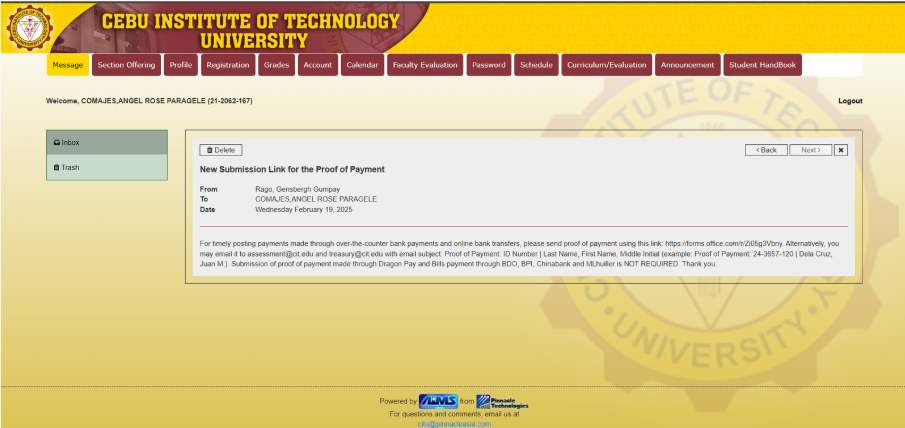 CEBU INSTITUTE OF TECHNOLOGY
UNIVERSITY
Message Section Offering Profile Registration Grades Account Calendar Faculty Evaluation Password Schedule Curriculum/Evaluation Announcement Student HandBook
Welcome, COMAJES,ANGEL ROSE PARAGELE (21-2062-167) Logout
Inbox
Trash
Delete < Back Next >
New Submission Link for the Proof of Payment
From Rago, Gensbergh Gumpay
To COMAJES,ANGEL ROSE PARAGELE
Date Wednesday February 19, 2025
For timely posting payments made through over-the-counter bank payments and online bank transfers, please send proof of payment using this link: https://forms.office.com/r/Zi05g3Vbny. Alternatively, you
may email it to assessment@cit.edu and treasury@cit.edu with email subject: Proof of Payment: ID Number | Last Name, First Name, Middle Initial (example: Proof of Payment: 24-3657-120 | Dela Cruz,
Juan M.). Submission of proof of payment made through Dragon Pay and Bills payment through BDO, BPI, Chinabank and MLhuiller is NOT REQUIRED. Thank you.
UTE OF TEC
1946
UNIVERSITY
Powered by AIMS from Pinnacle Technologies
For questions and comments, email us at
citu@pinnacleasia.com